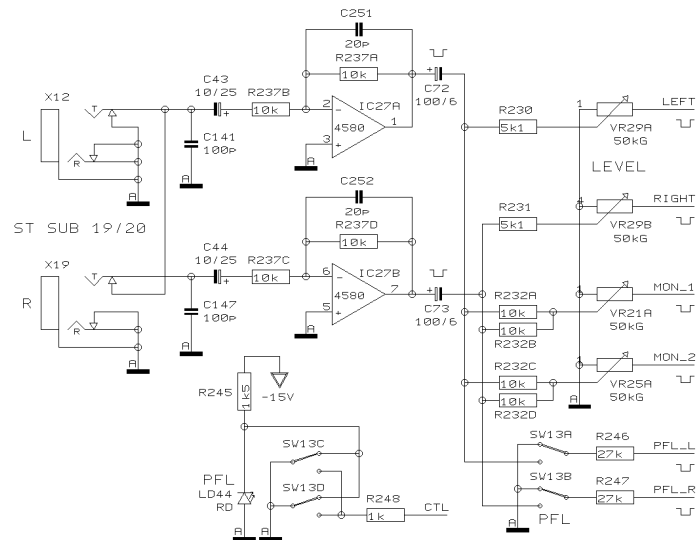 C251
20p
R237A
10k
X12
T
L
R
A
C43
10/25
+
R237B
10k
C141
100p
A
2
-
IC27A
4580
1
3
+
A
+
C72
100/6
ST SUB 19/20
C252
20p
R237D
10k
X19
T
R
R
A
C44
10/25
+
R237C
10k
C147
100p
A
6
-
IC27B
4580
7
5
+
A
+
C73
100/6
R230
5k1
1
LEFT
VR29A
50kG
LEVEL
R231
5k1
4
RIGHT
VR29B
50kG
R232A
10k
10k
R232B
1
MON_1
VR21A
50kG
R232C
10k
10k
R232D
1
MON_2
VR25A
50kG
A
R245
1k5
-15V
PFL
LD44
RD
A
A
SW13C
SW13D
R248
1k
CTL
SW13A
R246
27k
PFL_L
SW13B
R247
27k
PFL_R
A
PFL